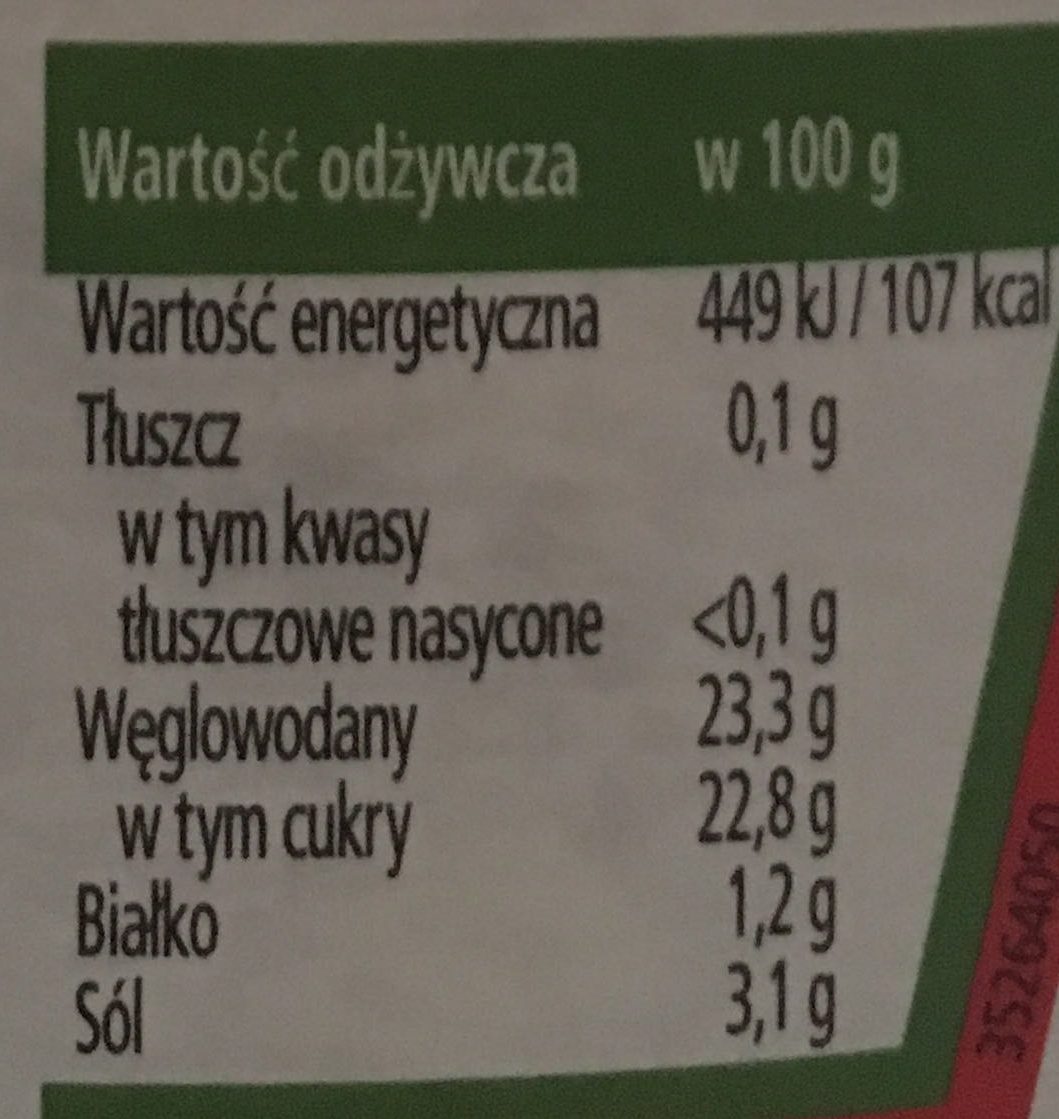 Wartość odżywcza w 100 g
Wartość energetyczna 449 kJ / 107 kcal
Tłuszcz 0,1 g
w tym kwasy
tłuszczowe nasycone <0,1 g
Węglowodany 23,3 g
w tym cukry 22,8 g
Białko 1,2 g
Sól 3,1 g
35264050